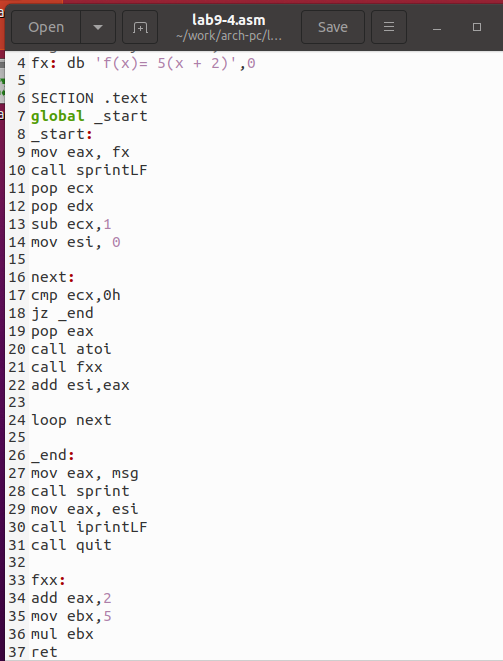 lab9-4.asm
Open
Save
~/work/arch-pc/l...
4 fx: db 'f(x)= 5(x + 2)',0
5
6 SECTION .text
7 global _start
8 _start:
9 mov eax, fx
10 call sprintLF
11 pop ecx
12 pop edx
13 sub ecx,1
14 mov esi, 0
15
16 next:
17 cmp ecx,0h
18 jz _end
19 pop eax
20 call atoi
21 call fxx
22 add esi,eax
23
24 loop next
25
26 _end:
27 mov eax, msg
28 call sprint
29 mov eax, esi
30 call iprintLF
31 call quit
32
33 fxx:
34 add eax,2
35 mov ebx,5
36 mul ebx
37 ret